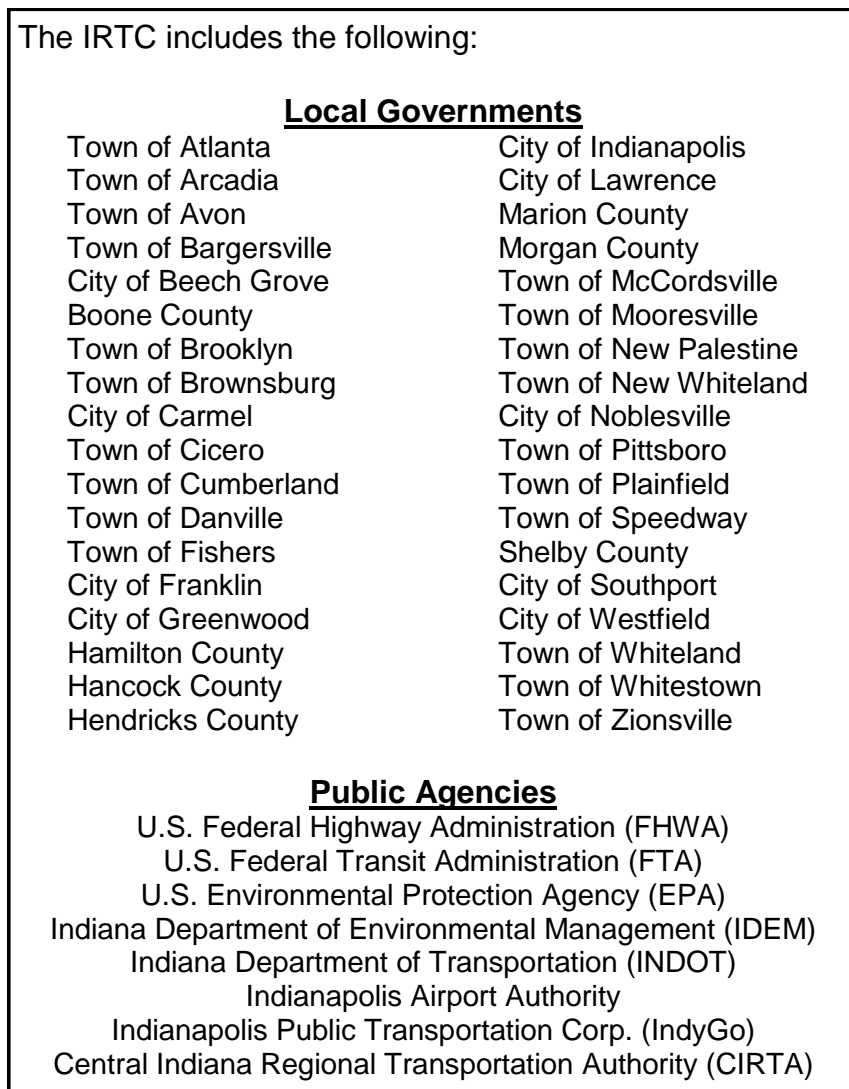 The IRTC includes the following:
Local Governments
Town of Atlanta
Town of Arcadia
Town of Avon
Town of Bargersville
City of Beech Grove
Boone County
Town of Brooklyn
Town of Brownsburg
City of Carmel
Town of Cicero
Town of Cumberland
Town of Danville
Town of Fishers
City of Franklin
City of Greenwood
Hamilton County
Hancock County
Hendricks County
City of Indianapolis
City of Lawrence
Marion County
Morgan County
Town of McCordsville
Town of Mooresville
Town of New Palestine
Town of New Whiteland
City of Noblesville
Town of Pittsboro
Town of Plainfield
Town of Speedway
Shelby County
City of Southport
City of Westfield
Town of Whiteland
Town of Whitestown
Town of Zionsville
Public Agencies
U.S. Federal Highway Administration (FHWA)
U.S. Federal Transit Administration (FTA)
U.S. Environmental Protection Agency (EPA)
Indiana Department of Environmental Management (IDEM)
Indiana Department of Transportation (INDOT)
Indianapolis Airport Authority
Indianapolis Public Transportation Corp. (IndyGo)
Central Indiana Regional Transportation Authority (CIRTA)